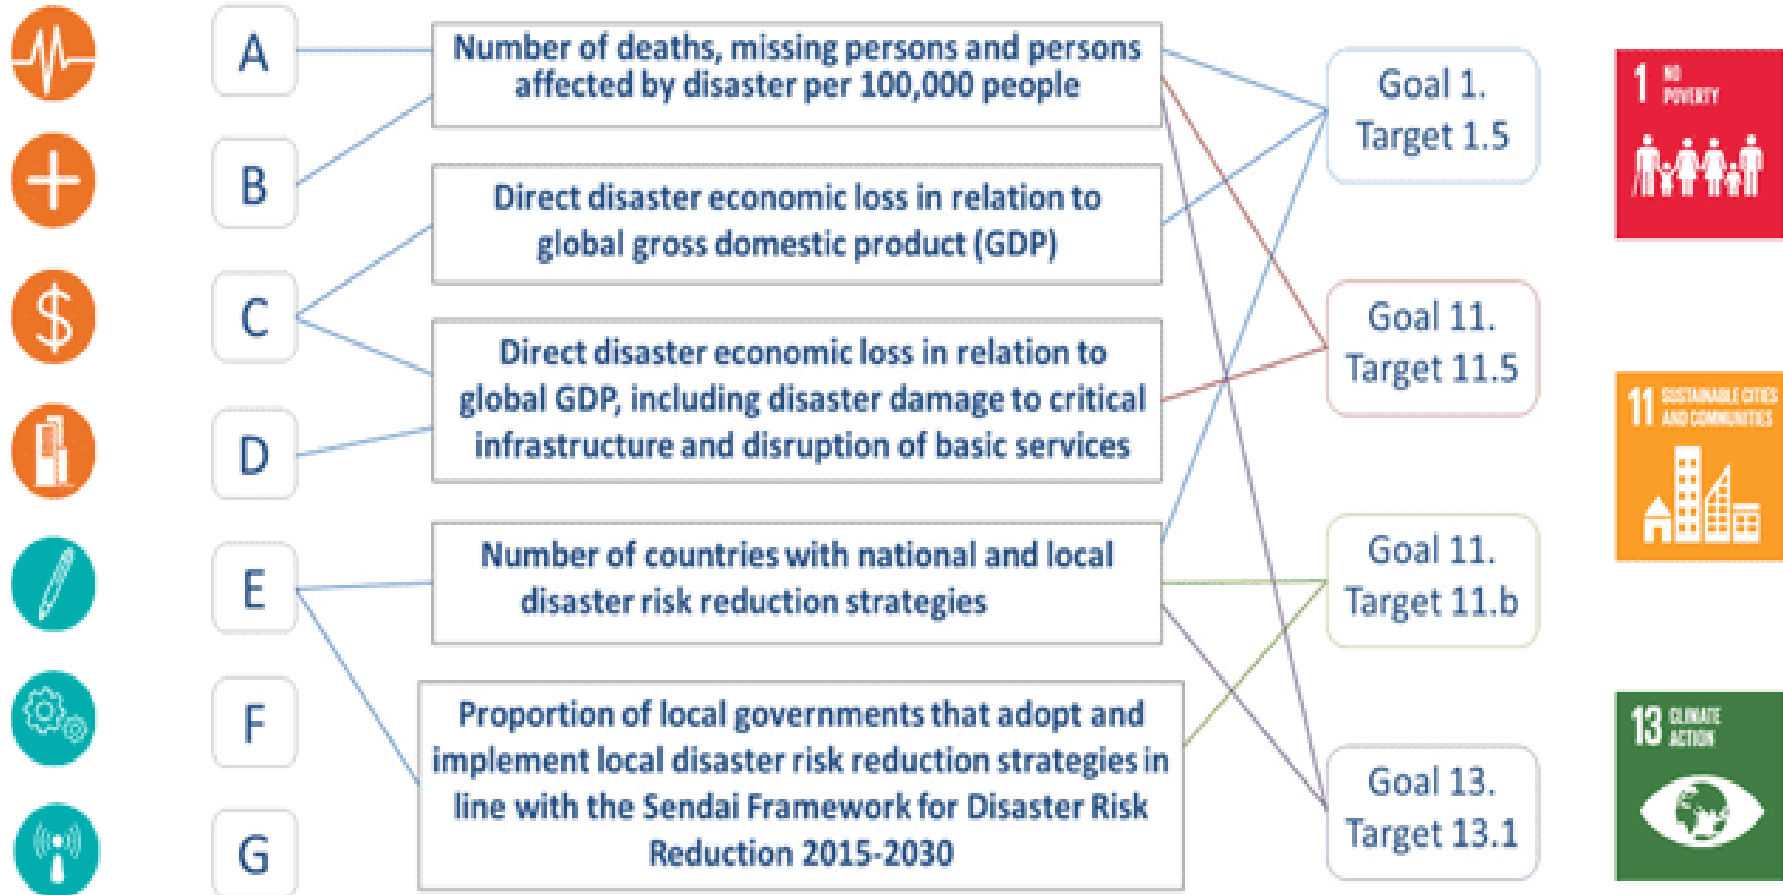 A
B
C
D
E
F
G
Number of deaths, missing persons and persons
affected by disaster per 100,000 people
Direct disaster economic loss in relation to
global gross domestic product (GDP)
Direct disaster economic loss in relation to
global GDP, including disaster damage to critical
infrastructure and disruption of basic services
Number of countries with national and local
disaster risk reduction strategies
Proportion of local governments that adopt and
implement local disaster risk reduction strategies in
line with the Sendai Framework for Disaster Risk
Reduction 2015-2030
Goal 1.
Target 1.5
Goal 11.
Target 11.5
Goal 11.
Target 11.b
Goal 13.
Target 13.1
1 NO
POVERTY
11 SUSTAINABLE CITIES
AND COMMUNITIES
13 CLIMATE
ACTION